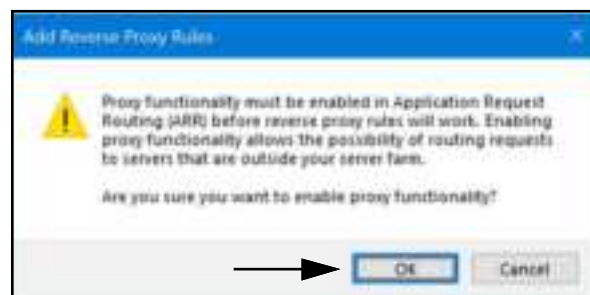 Add Reverse Proxy Rules
Proxy functionality must be enabled in Application Request
Routing (ARR) before reverse proxy rules will work. Enabling
proxy functionality allows the possibility of routing requests
to servers that are outside your server farm.
Are you sure you want to enable proxy functionality?
OK
Cancel